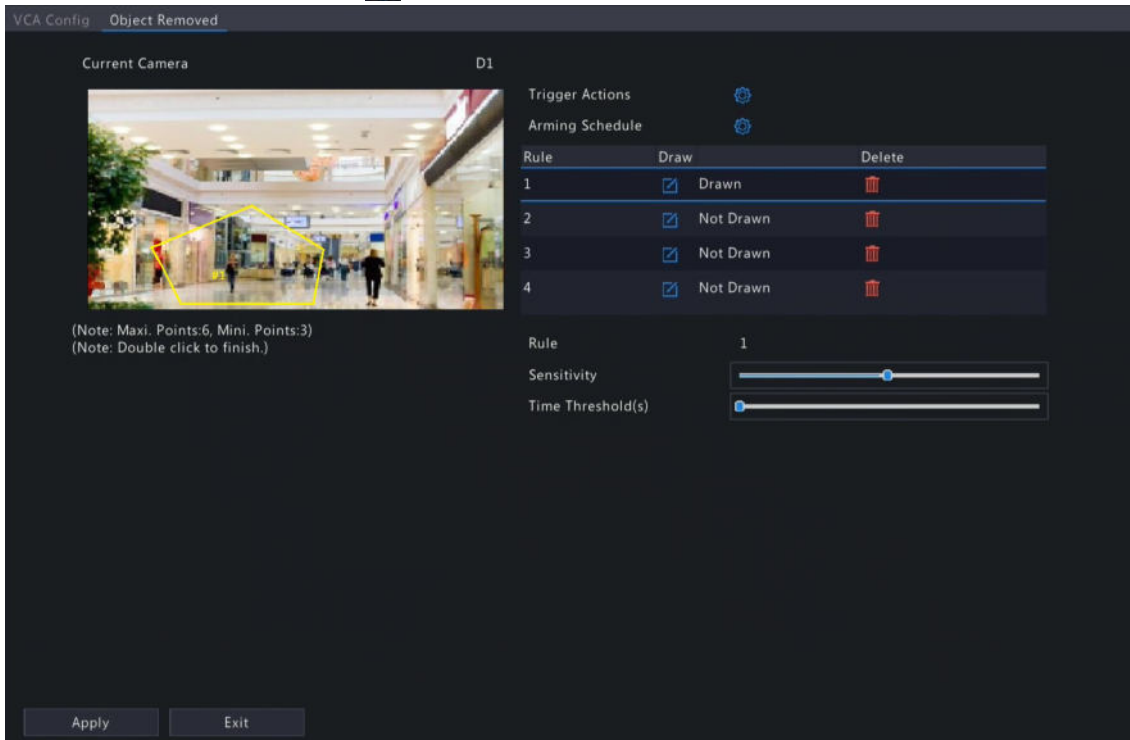 VCA Config Object Removed
Current Camera D1
Trigger Actions
Arming Schedule
Rule Draw Delete
1 Drawn
2 Not Drawn
3 Not Drawn
4 Not Drawn
(Note: Maxi. Points:6, Mini. Points:3)
(Note: Double click to finish.)
Rule 1
Sensitivity
Time Threshold(s)
Apply Exit